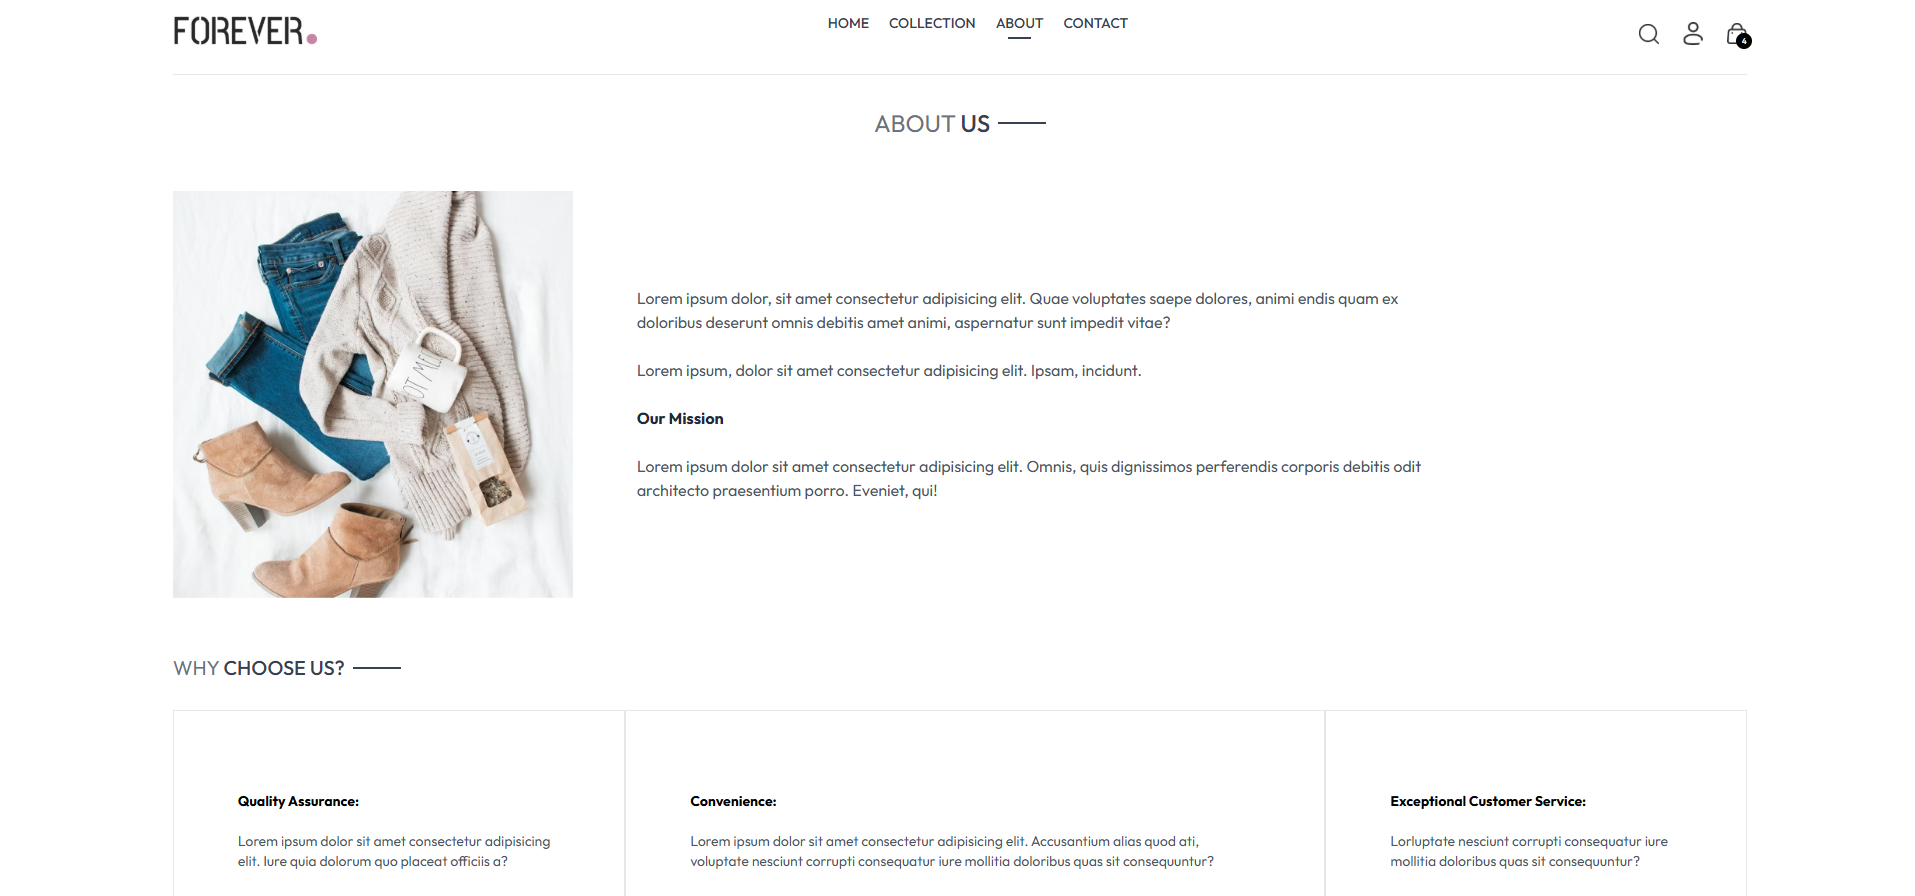 FOREVER.
HOME COLLECTION ABOUT CONTACT
4
ABOUT US
OT ME
Lorem ipsum dolor, sit amet consectetur adipisicing elit. Quae voluptates saepe dolores, animi endis quam ex
doloribus deserunt omnis debitis amet animi, aspernatur sunt impedit vitae?
Lorem ipsum, dolor sit amet consectetur adipisicing elit. Ipsam, incidunt.
Our Mission
Lorem ipsum dolor sit amet consectetur adipisicing elit. Omnis, quis dignissimos perferendis corporis debitis odit
architecto praesentium porro. Eveniet, qui!
WHY CHOOSE US?
Quality Assurance:
Lorem ipsum dolor sit amet consectetur adipisicing
elit. Iure quia dolorum quo placeat officiis a?
Convenience:
Lorem ipsum dolor sit amet consectetur adipisicing elit. Accusantium alias quod ati,
voluptate nesciunt corrupti consequatur iure mollitia doloribus quas sit consequuntur?
Exceptional Customer Service:
Lorluptate nesciunt corrupti consequatur iure
mollitia doloribus quas sit consequuntur?